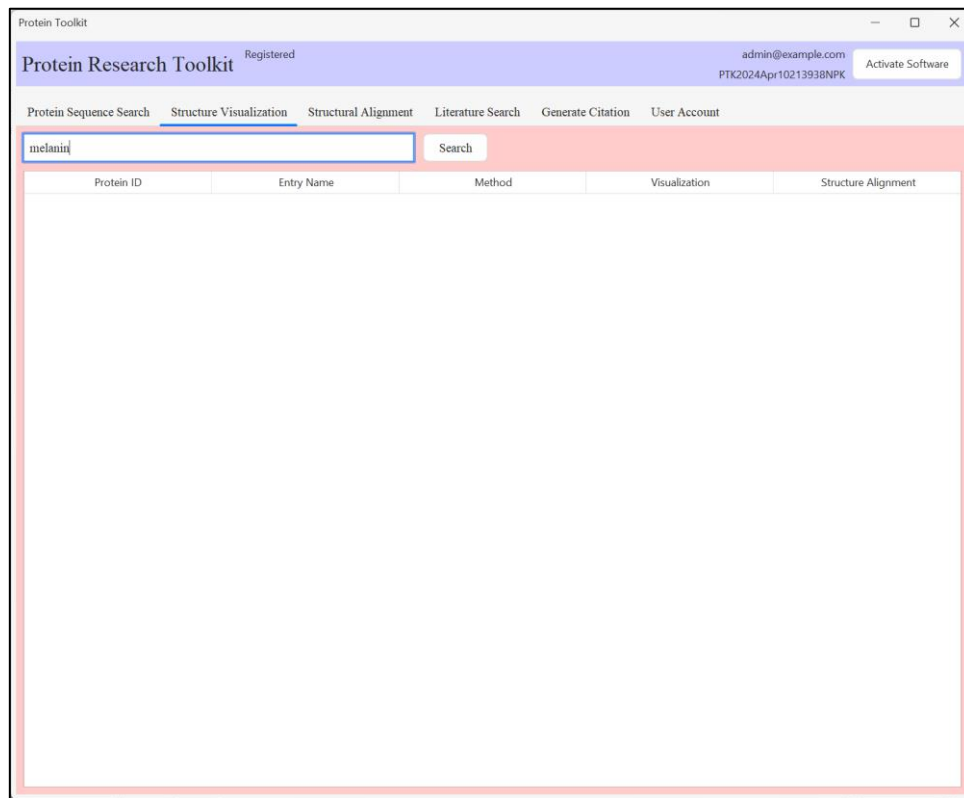 Protein Toolkit
Protein Research Toolkit Registered admin@example.com
PTK2024Apr10213938NPK Activate Software
Protein Sequence Search Structure Visualization Structural Alignment Literature Search Generate Citation User Account
melanin Search
Protein ID Entry Name Method Visualization Structure Alignment